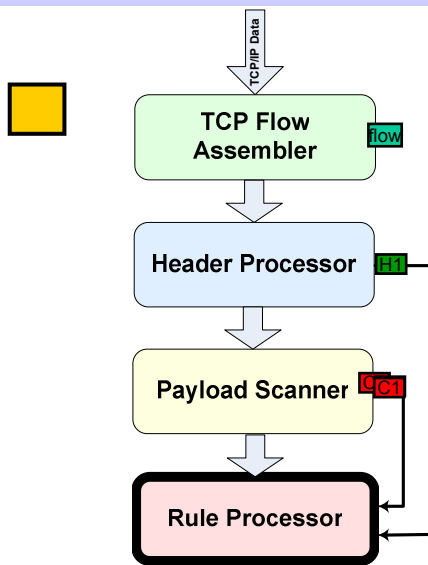 TCP/IP Data
TCP Flow
Assembler
flow
Header Processor
H1
Payload Scanner
C1
Rule Processor